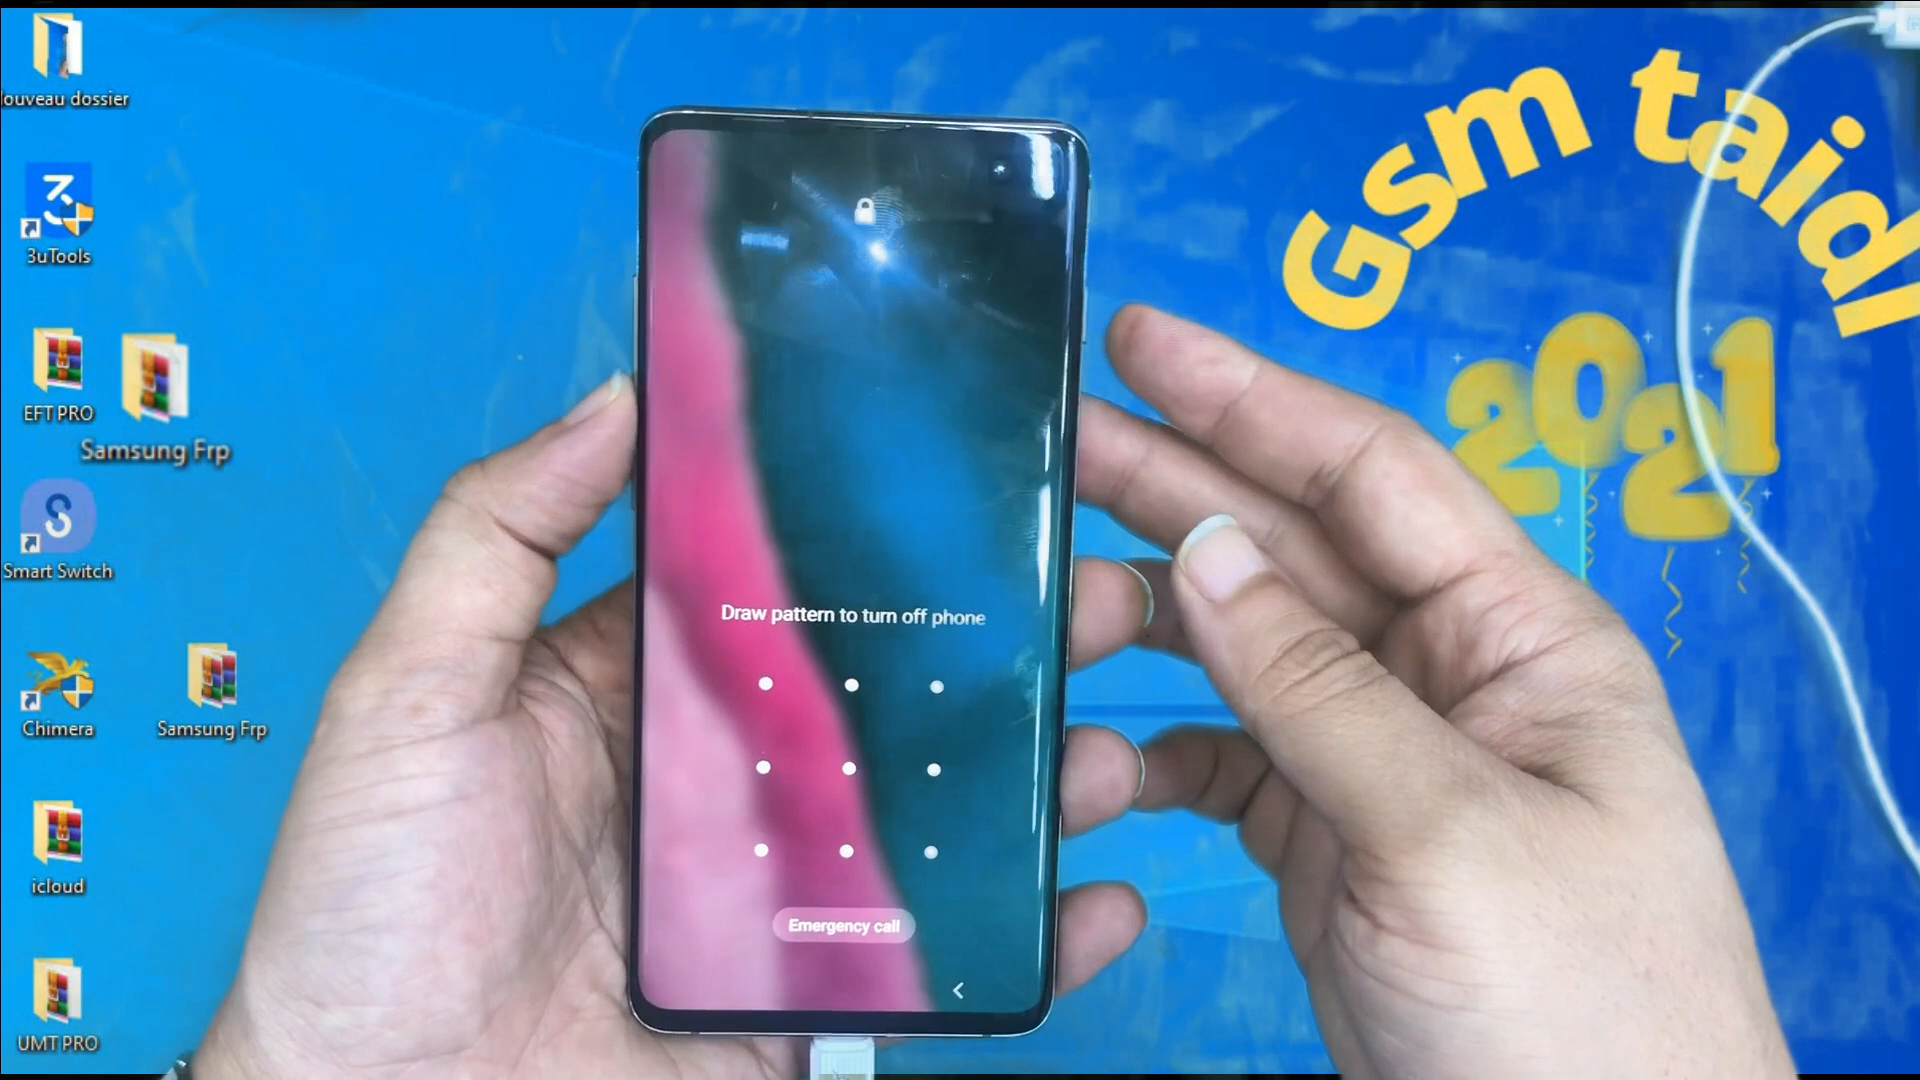 ouveau dossier
3uTools
EFT PRO
Samsung Frp
Smart Switch
Chimera
Samsung Frp
icloud
UMT PRO
Draw pattern to turn off phone
Emergency call
Gsm taidI
2021